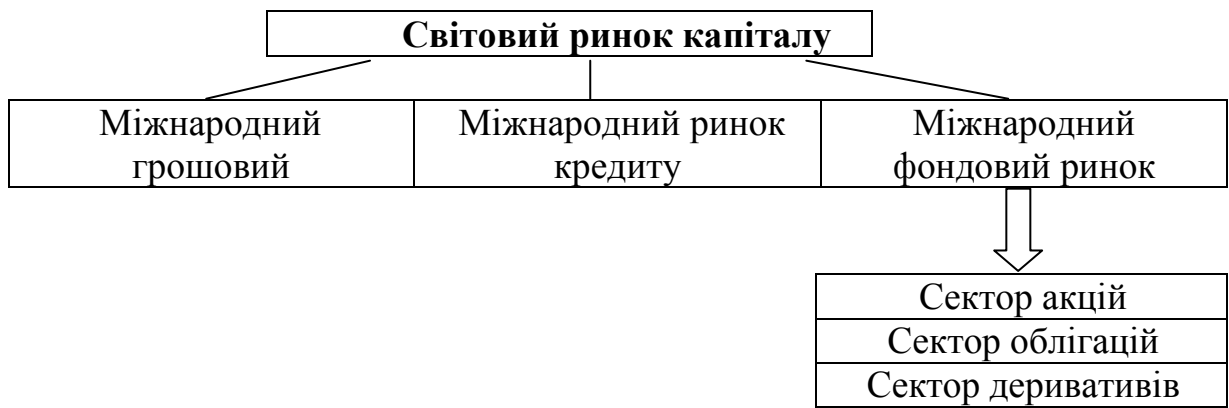 Світовий ринок капіталу
Міжнародний
грошовий
Міжнародний ринок
кредиту
Міжнародний
фондовий ринок
Сектор акцій
Сектор облігацій
Сектор деривативів